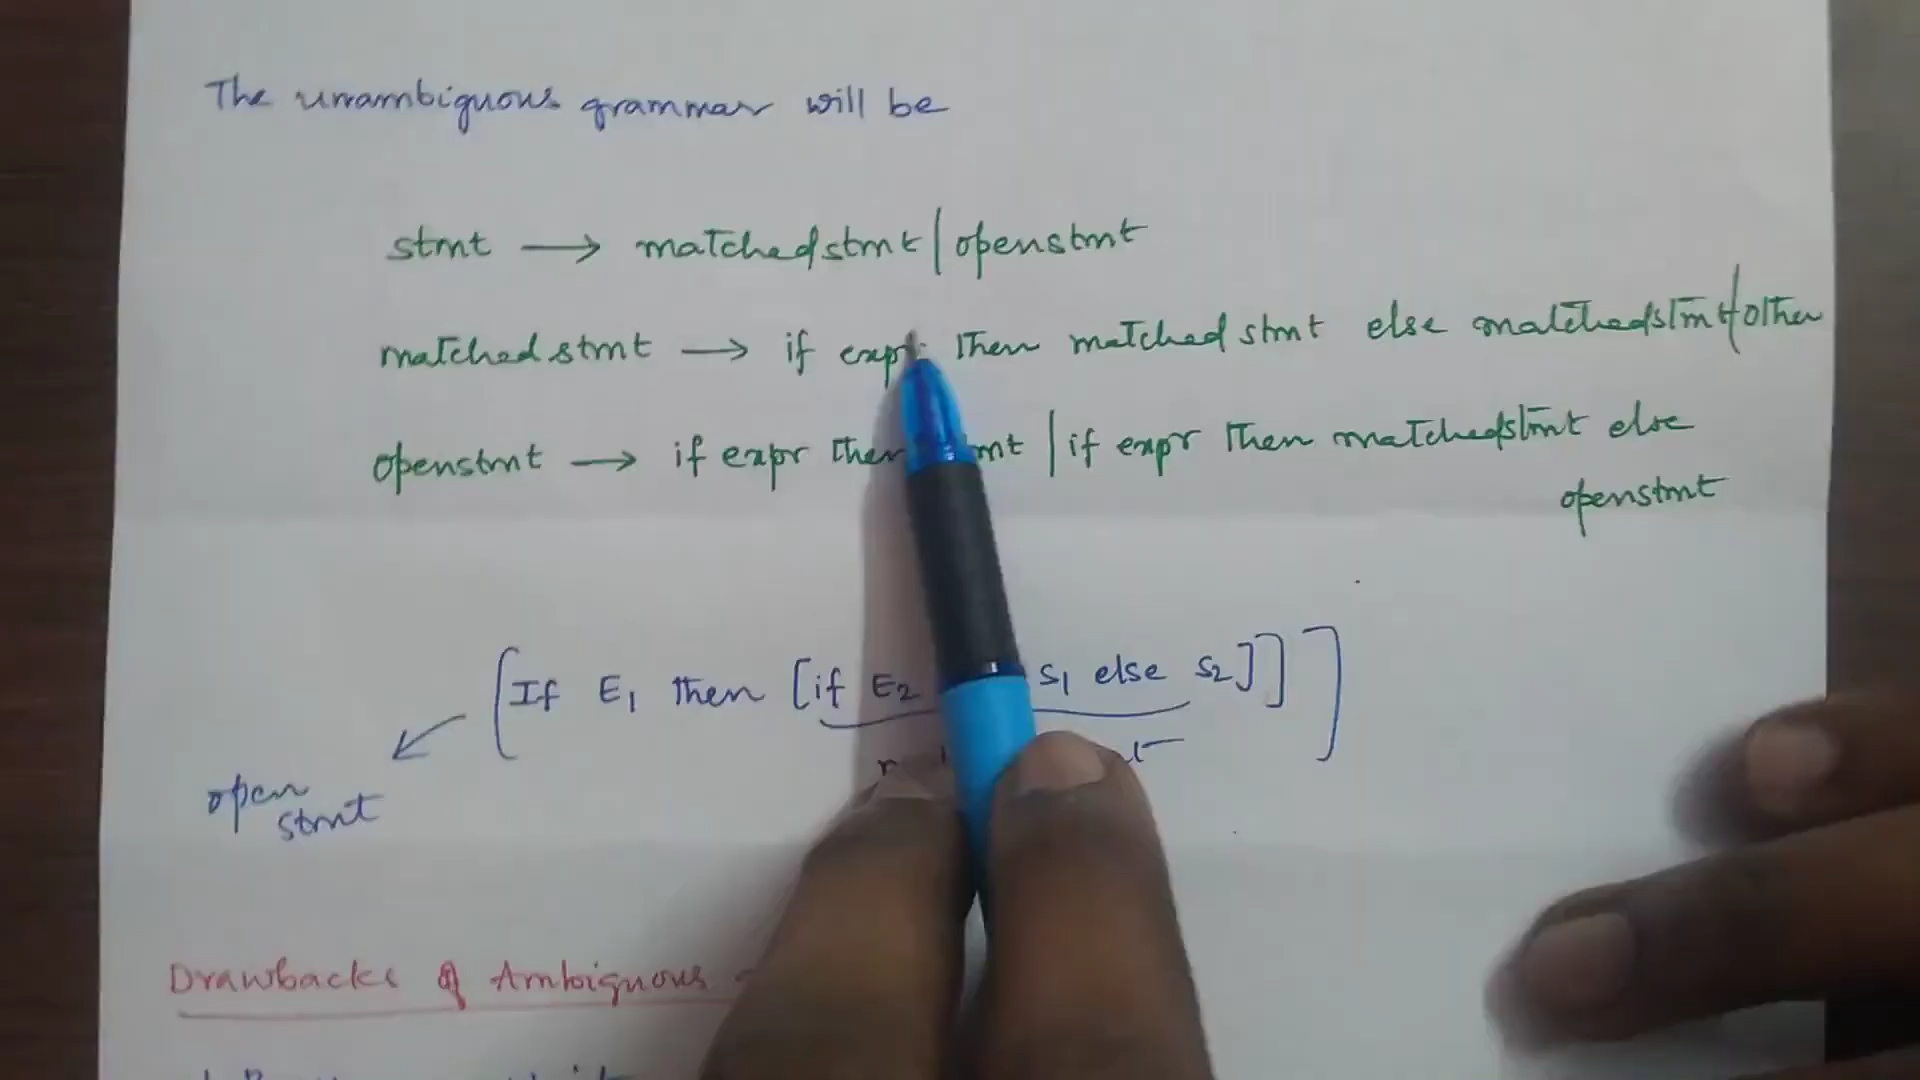 The unambiguous grammar will be
stmt → matchedstmt | openstmt
matchedstmt → if expr then matchedstmt else matchedstmt | other
openstmt → if expr then stmt | if expr then matchedstmt else
openstmt
[If E1 then [if E2 S1 else S2]]]
open
stmt
Drawbacks of Ambiguous